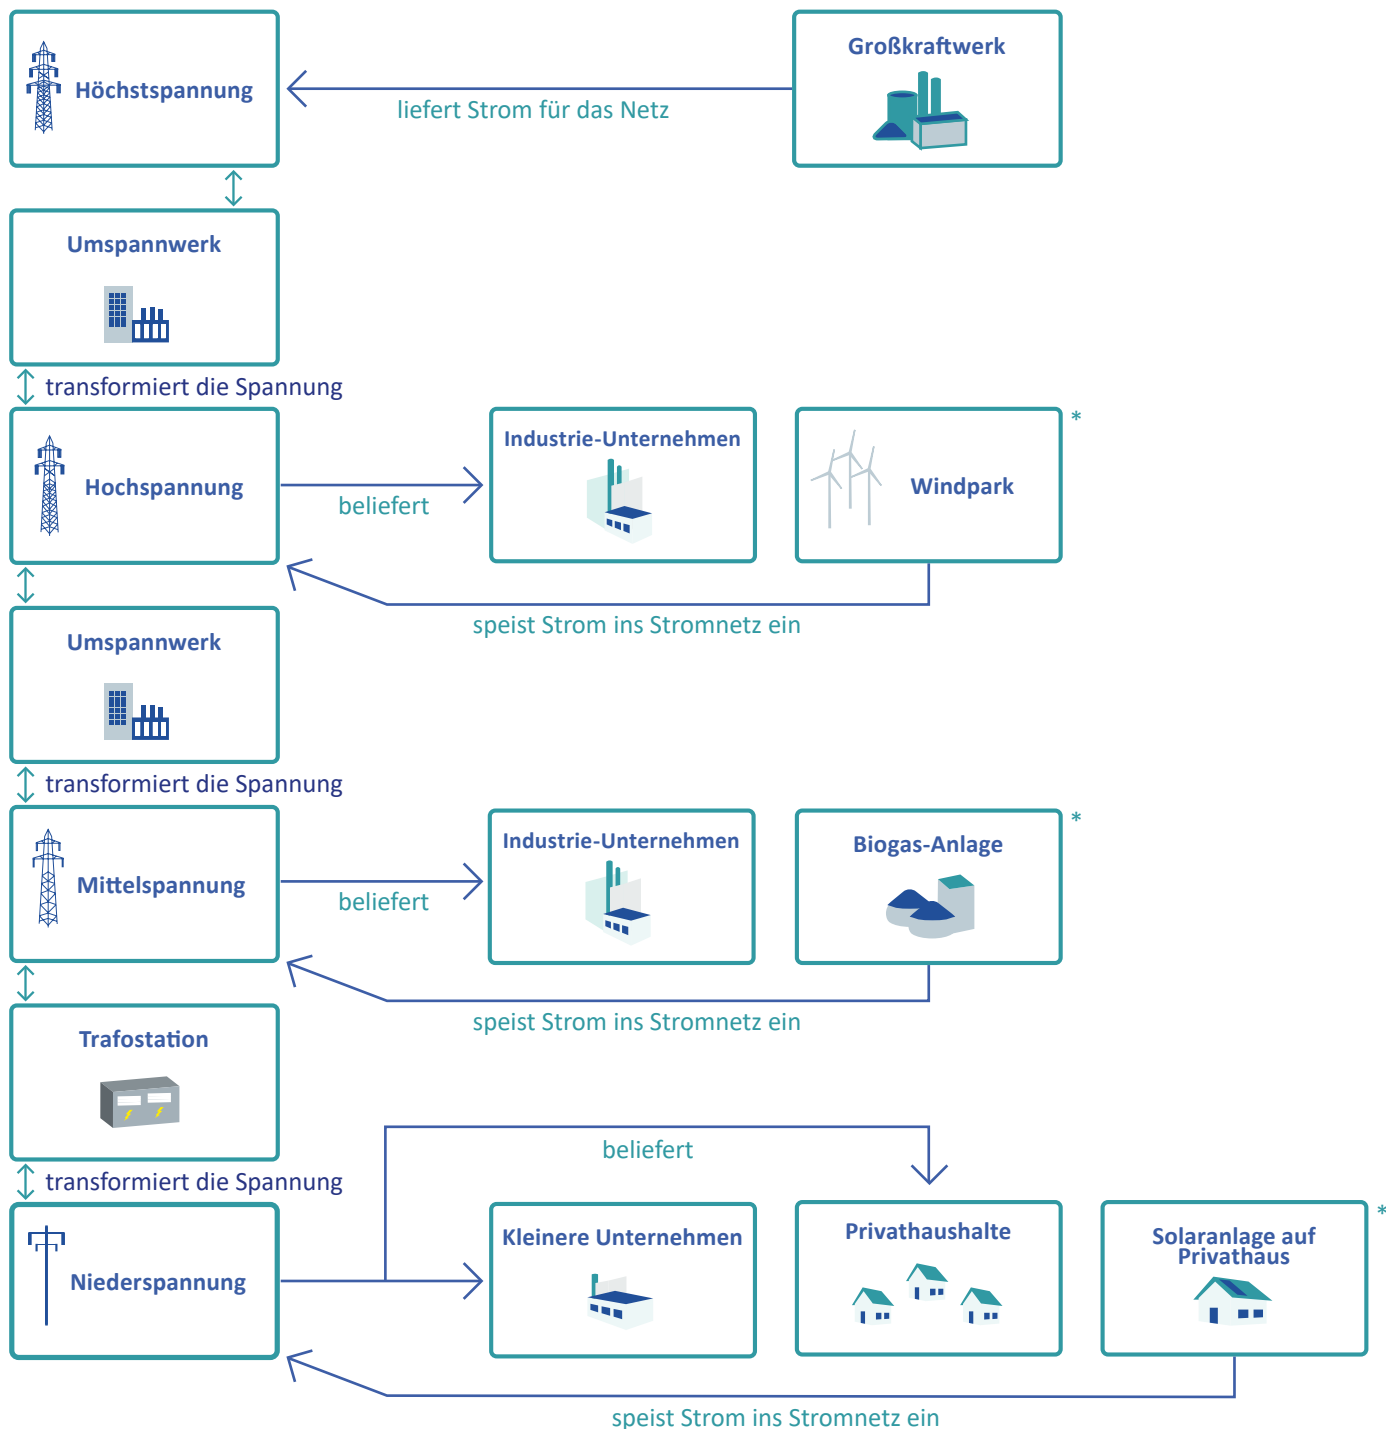 Großkraftwerk
Höchstspannung
liefert Strom für das Netz
Umspannwerk
transformiert die Spannung
*
Industrie-Unternehmen
Hochspannung
Windpark
beliefert
speist Strom ins Stromnetz ein
Umspannwerk
transformiert die Spannung
*
Industrie-Unternehmen
Biogas-Anlage
Mittelspannung
beliefert
speist Strom ins Stromnetz ein
Trafostation
beliefert
transformiert die Spannung
*
Kleinere Unternehmen
Privathaushalte
Solaranlage auf
Privathaus
Niederspannung
speist Strom ins Stromnetz ein